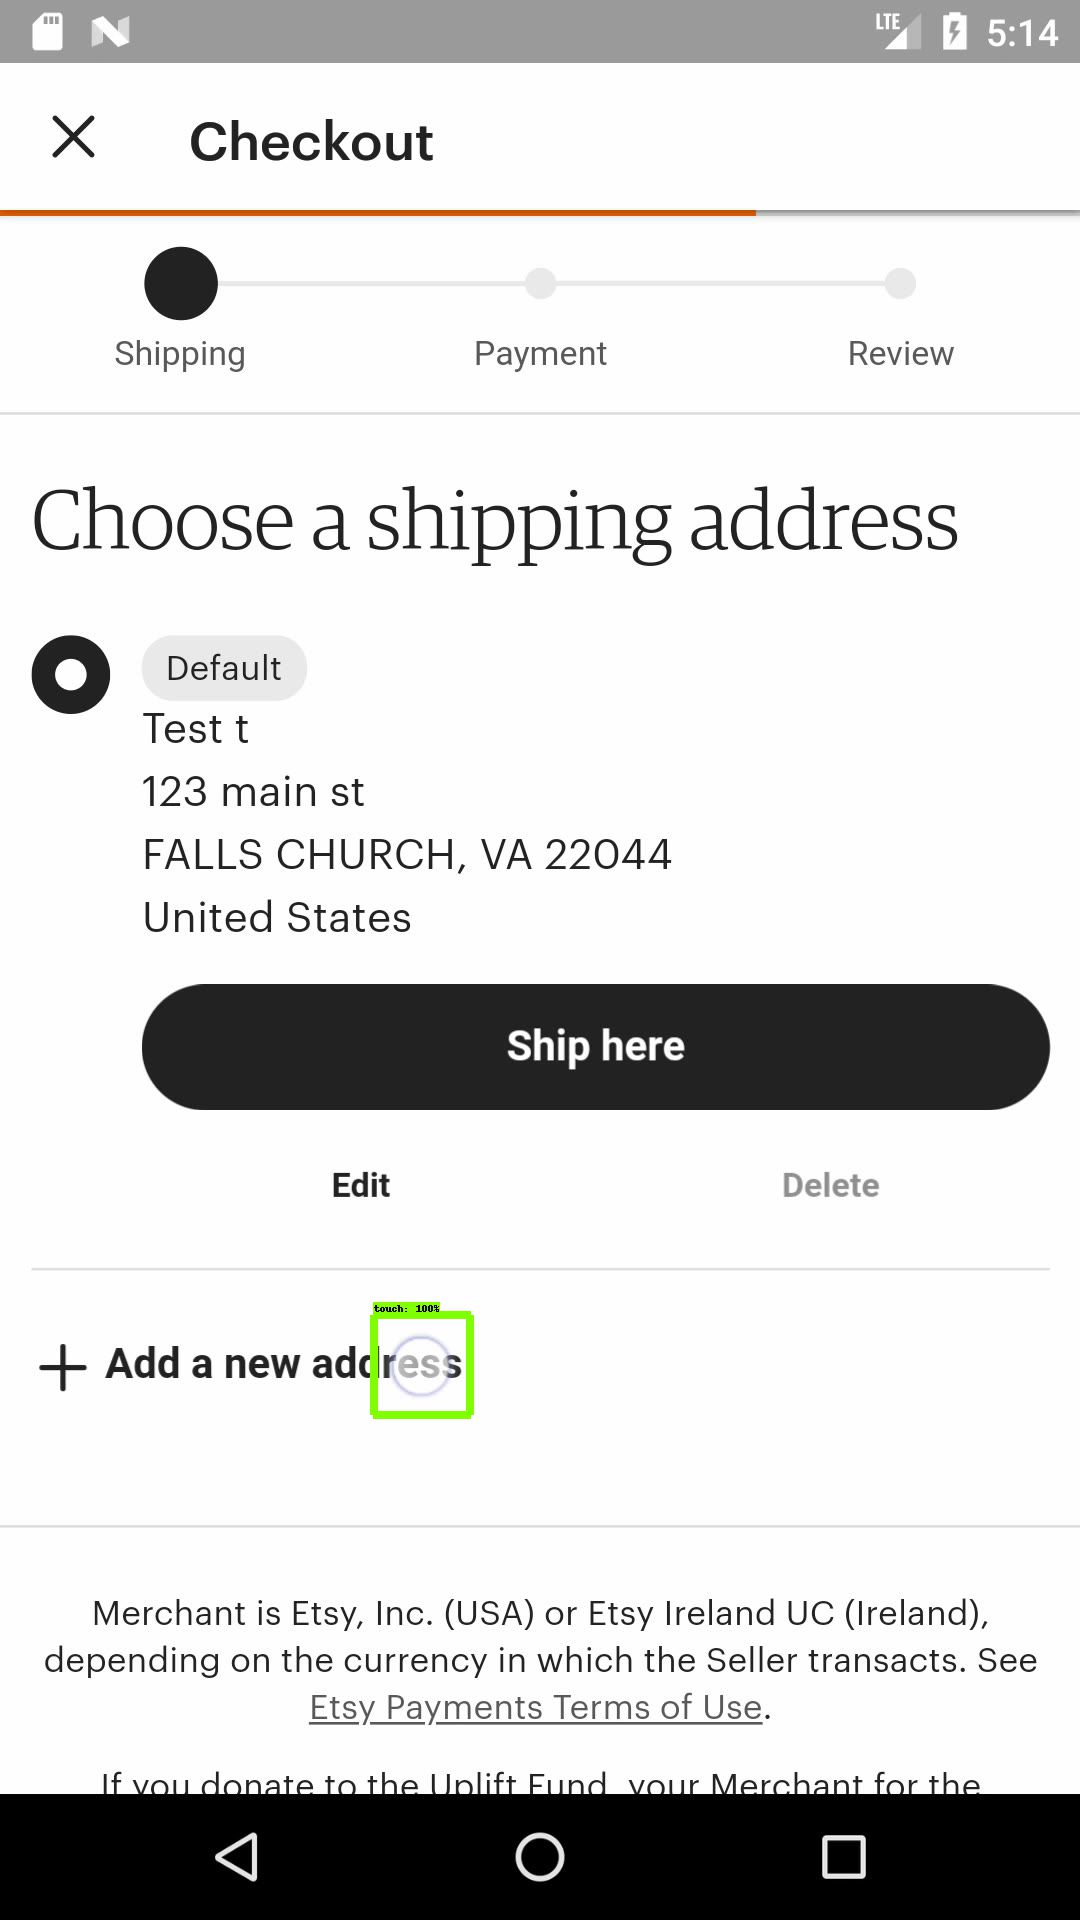 LTE 5:14
Checkout
Shipping Payment Review
Choose a shipping address
Default
Test t
123 main st
FALLS CHURCH, VA 22044
United States
Ship here
Edit Delete
touch: 100%
Add a new address
Merchant is Etsy, Inc. (USA) or Etsy Ireland UC (Ireland),
depending on the currency in which the Seller transacts. See
Etsy Payments Terms of Use.
If you donate to the Uplift Fund, your Merchant for the